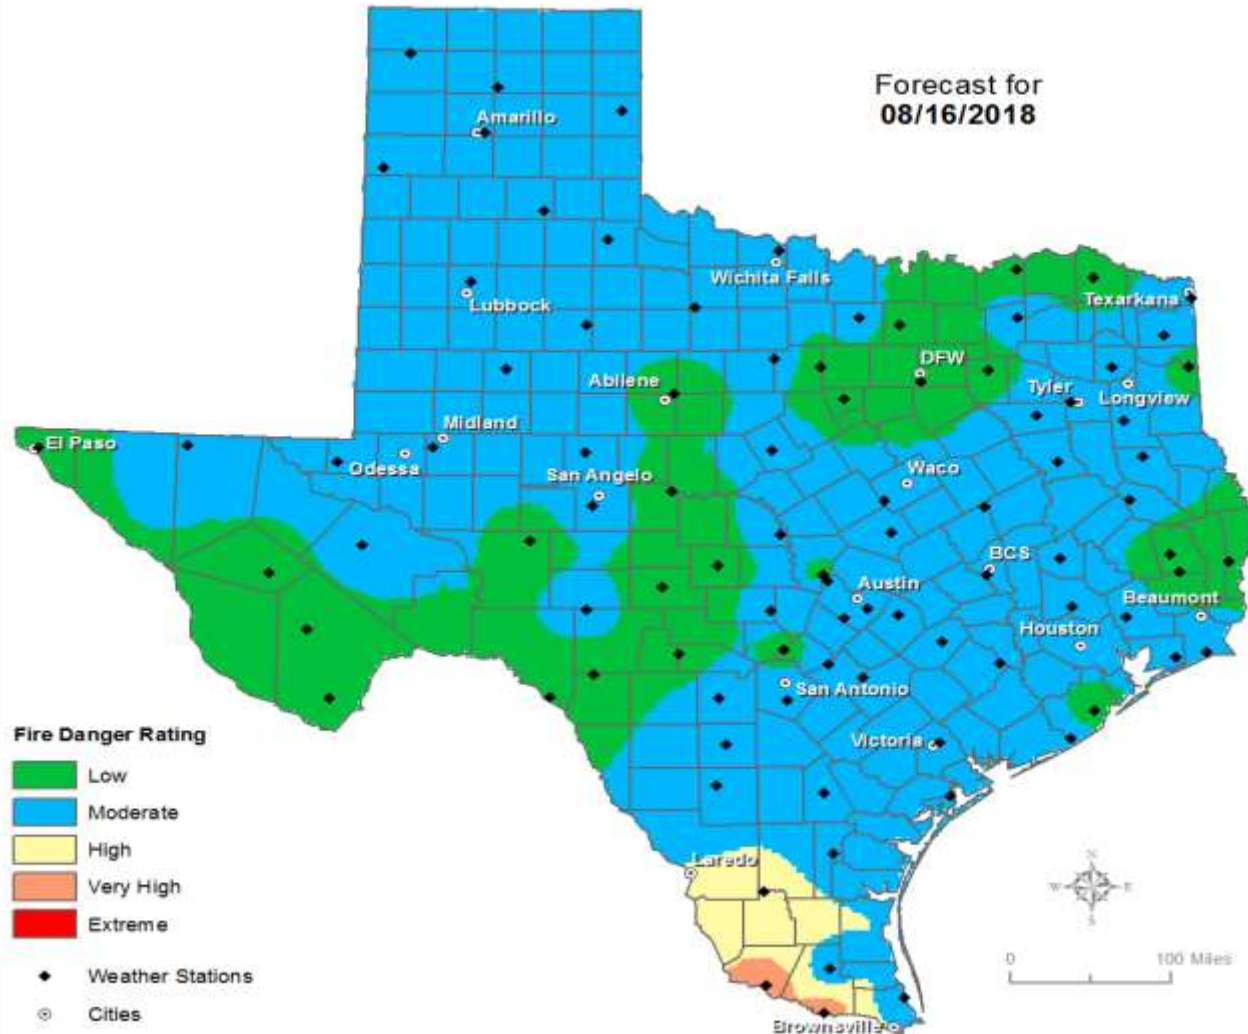 Forecast for
08/16/2018
Amarillo
Wichita Falls
Lubbock
Texarkana
DFW
Abilene
Tyler
Longview
Midland
El Paso
Odessa
San Angelo
Waco
BCS
Austin
Beaumont
Houston
San Antonio
Victoria
Laredo
Brownsville
Fire Danger Rating
Low
Moderate
High
Very High
Extreme
Weather Stations
Cities
N
W E
S
0 100 Miles